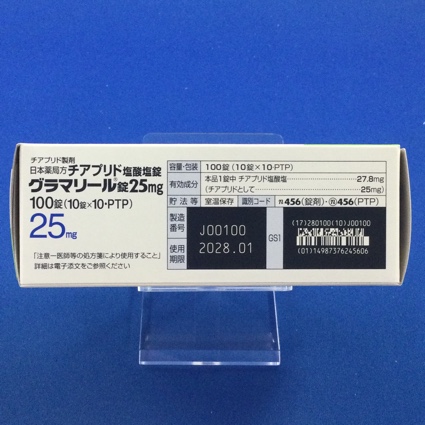 チアプリド製剤
日本薬局方 チアプリド塩酸塩錠
グラマリール®錠25mg
100錠(10錠×10・PTP)
25mg
「注意-医師等の処方箋により使用すること」
詳細は電子添文をご参照ください
容量・包装 100錠(10錠×10・PTP)
有効成分 本品1錠中 チアプリド塩酸塩 27.8mg
(チアプリドとして 25mg)
貯法等 室温保存 識別コード 456(錠剤)・456(PTP)
製造番号 J00100
使用期限 2028.01
GS1
(17)280100(10)J00100
(01)14987376245606